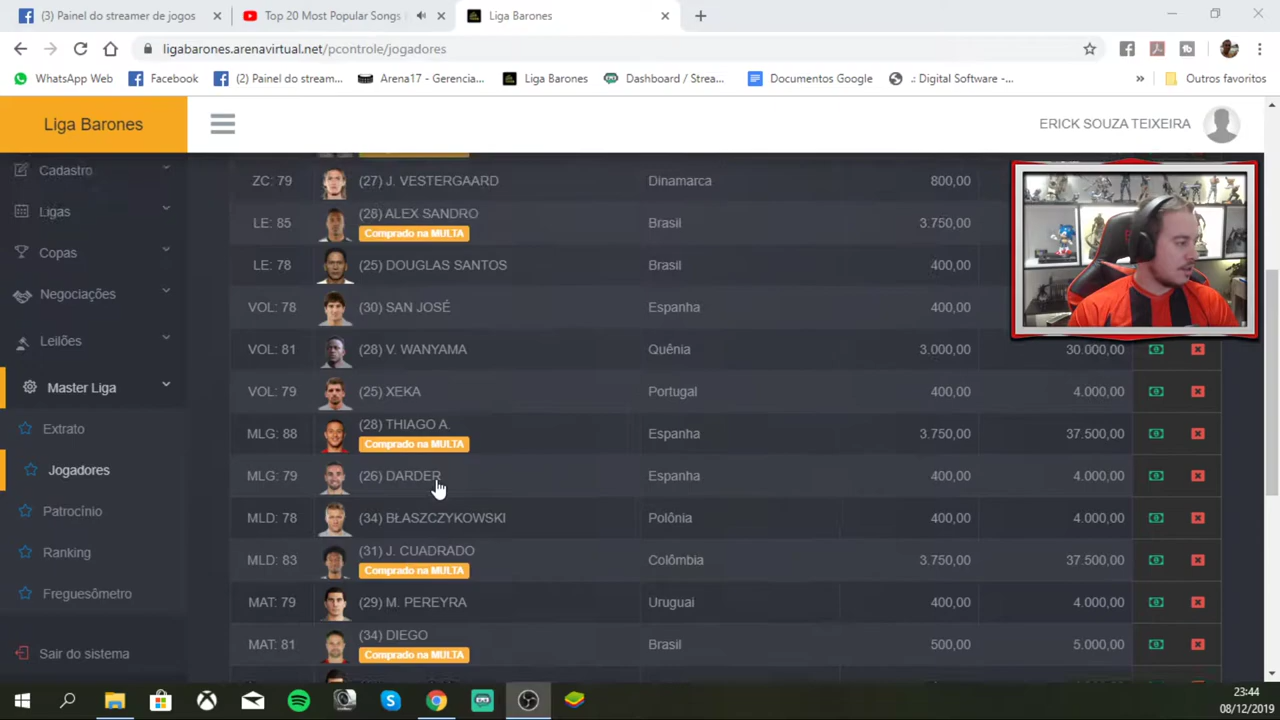 (3) Painel do streamer de jogos
Top 20 Most Popular Songs
Liga Barones
ligabarones.arenavirtual.net/pcontrole/jogadores
WhatsApp Web
Facebook
(2) Painel do stream...
Arena17 - Gerencia...
Liga Barones
Dashboard / Strea...
Documentos Google
.: Digital Software -...
»
Outros favoritos
Liga Barones
ERICK SOUZA TEIXEIRA
Cadastro
Ligas
Copas
Negociações
Leilões
Master Liga
Extrato
Jogadores
Patrocínio
Ranking
Freguesômetro
Sair do sistema
ZC: 79 (27) J. VESTERGAARD Dinamarca 800,00
LE: 85 (28) ALEX SANDRO Brasil 3.750,00
Comprado na MULTA
LE: 78 (25) DOUGLAS SANTOS Brasil 400,00
VOL: 78 (30) SAN JOSÉ Espanha 400,00
VOL: 81 (28) V. WANYAMA Quênia 3.000,00 30.000,00
VOL: 79 (25) XEKA Portugal 400,00 4.000,00
MLG: 88 (28) THIAGO A. Espanha 3.750,00 37.500,00
Comprado na MULTA
MLG: 79 (26) DARDER Espanha 400,00 4.000,00
MLD: 78 (34) BŁASZCZYKOWSKI Polônia 400,00 4.000,00
MLD: 83 (31) J. CUADRADO Colômbia 3.750,00 37.500,00
Comprado na MULTA
MAT: 79 (29) M. PEREYRA Uruguai 400,00 4.000,00
MAT: 81 (34) DIEGO Brasil 500,00 5.000,00
Comprado na MULTA
23:44
08/12/2019